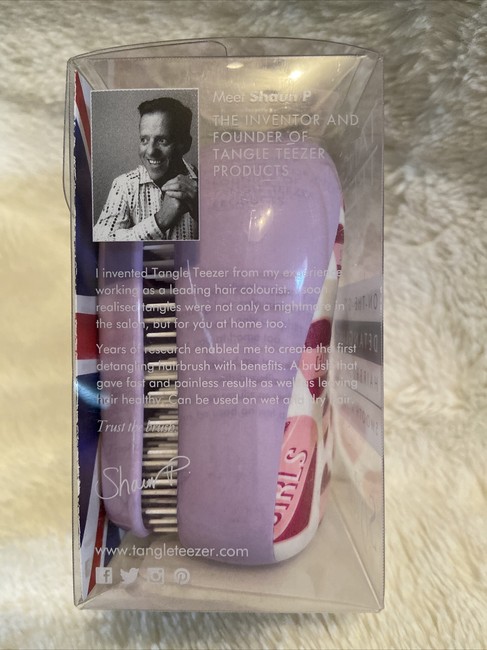 Meet Shaun P
THE INVENTOR AND
FOUNDER OF
TANGLE TEEZER
PRODUCTS
I invented Tangle Teezer from my experience
working as a leading hair colourist. I soon
realised tangles were not only a nightmare in
the salon, but for you at home too.
Years of research enabled me to create the first
detangling hairbrush with benefits. A brush that
gave fast and painless results as well as leaving
hair healthy. Can be used on wet and dry hair.
Trust the brush
Shaun P
www.tangleteezer.com
GIRLS